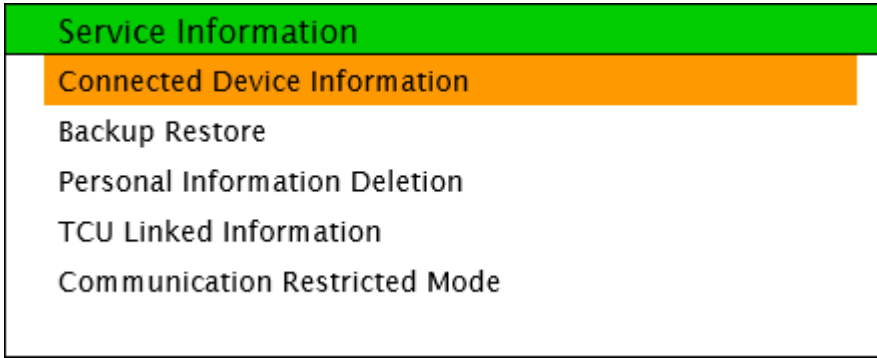 Service Information
Connected Device Information
Backup Restore
Personal Information Deletion
TCU Linked Information
Communication Restricted Mode